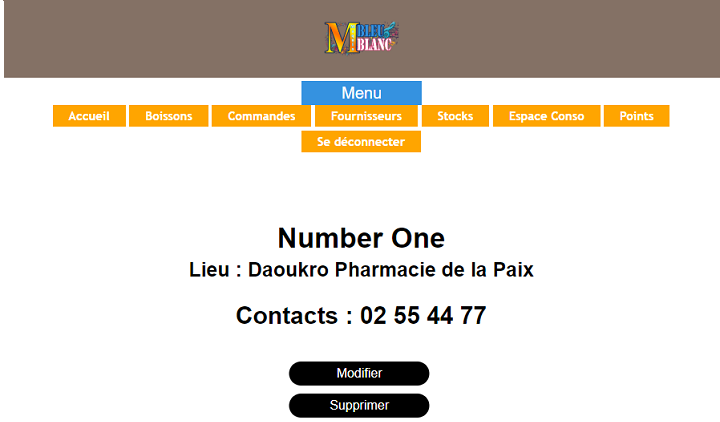 M BLEU
BLANC
Menu
Accueil Boissons Commandes Fournisseurs Stocks Espace Conso Points
Se déconnecter
Number One
Lieu : Daoukro Pharmacie de la Paix
Contacts : 02 55 44 77
Modifier
Supprimer